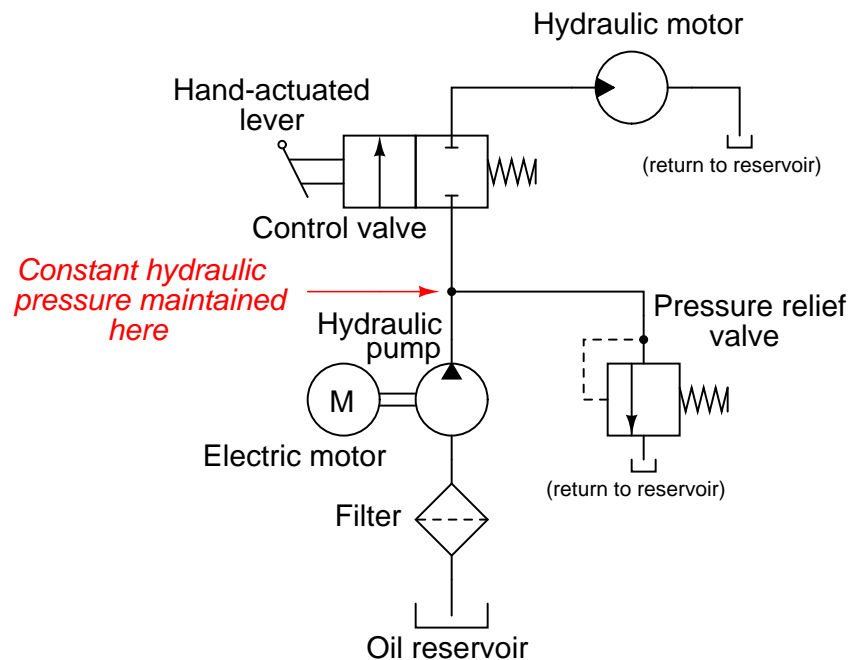 Hydraulic motor
Hand-actuated
lever
(return to reservoir)
Control valve
Constant hydraulic
pressure maintained
here
Hydraulic
pump
Pressure relief
valve
M
Electric motor
(return to reservoir)
Filter
Oil reservoir